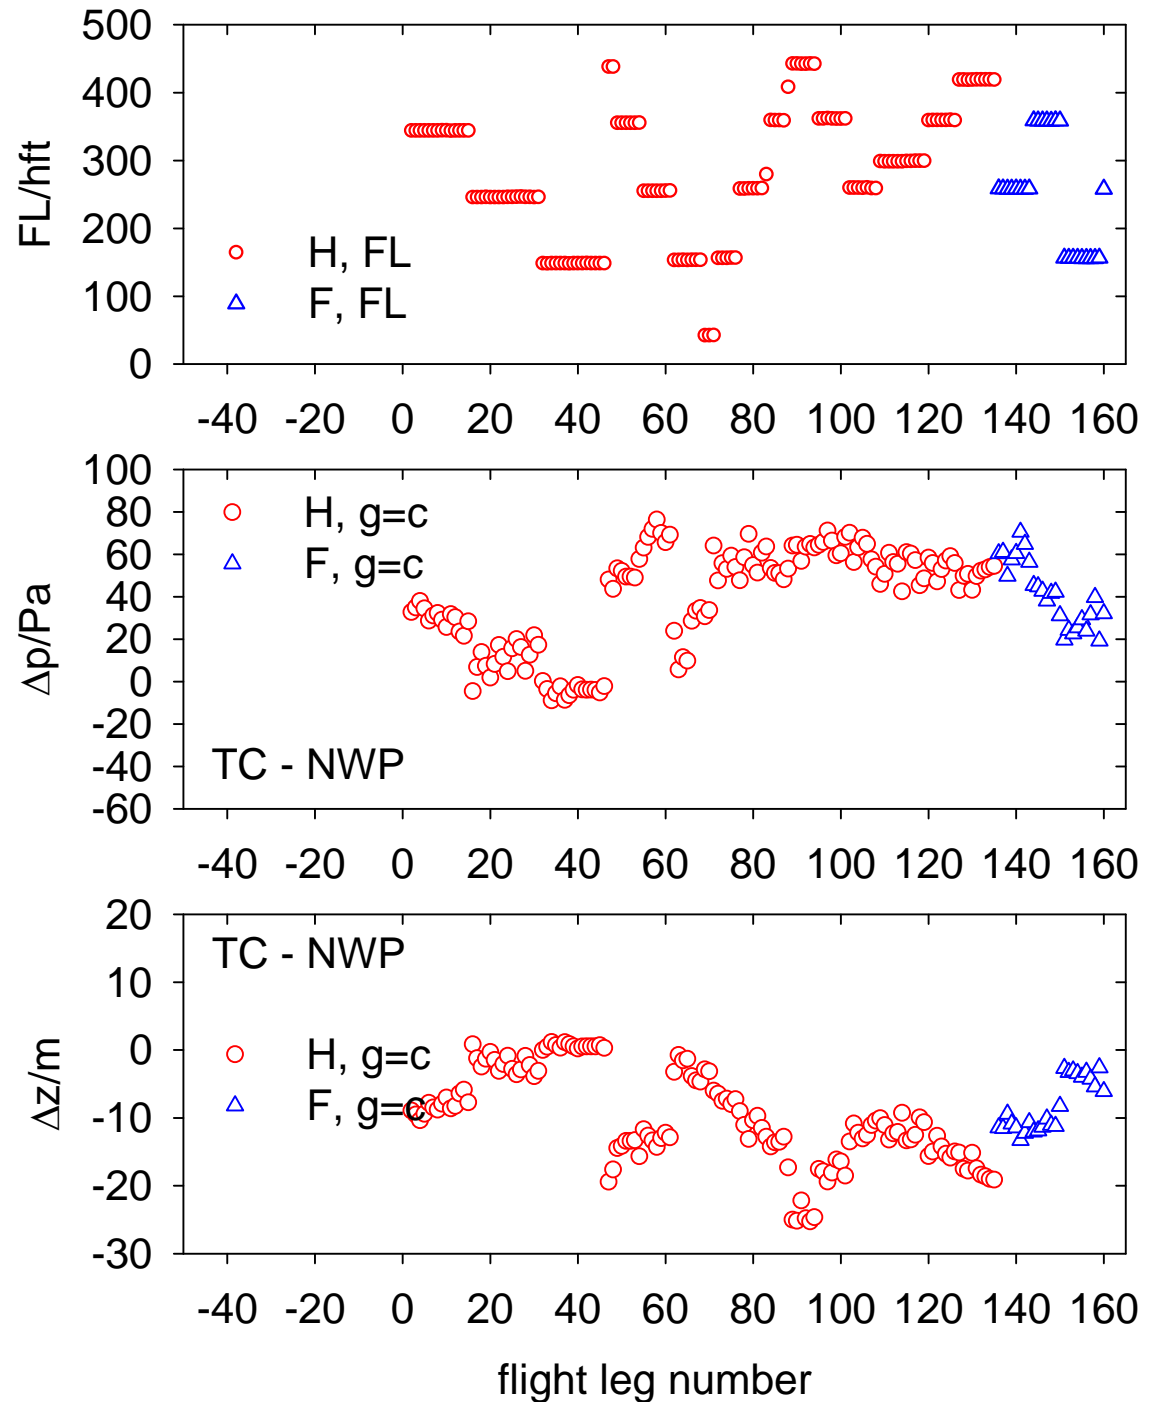 500
400
300
200
100
0
FL/hft
H, FL
F, FL
-40 -20 0 20 40 60 80 100 120 140 160
100
80
60
40
20
0
-20
-40
-60
Δp/Pa
H, g=c
F, g=c
TC - NWP
-40 -20 0 20 40 60 80 100 120 140 160
20
10
0
-10
-20
-30
Δz/m
TC - NWP
H, g=c
F, g=c
-40 -20 0 20 40 60 80 100 120 140 160
flight leg number